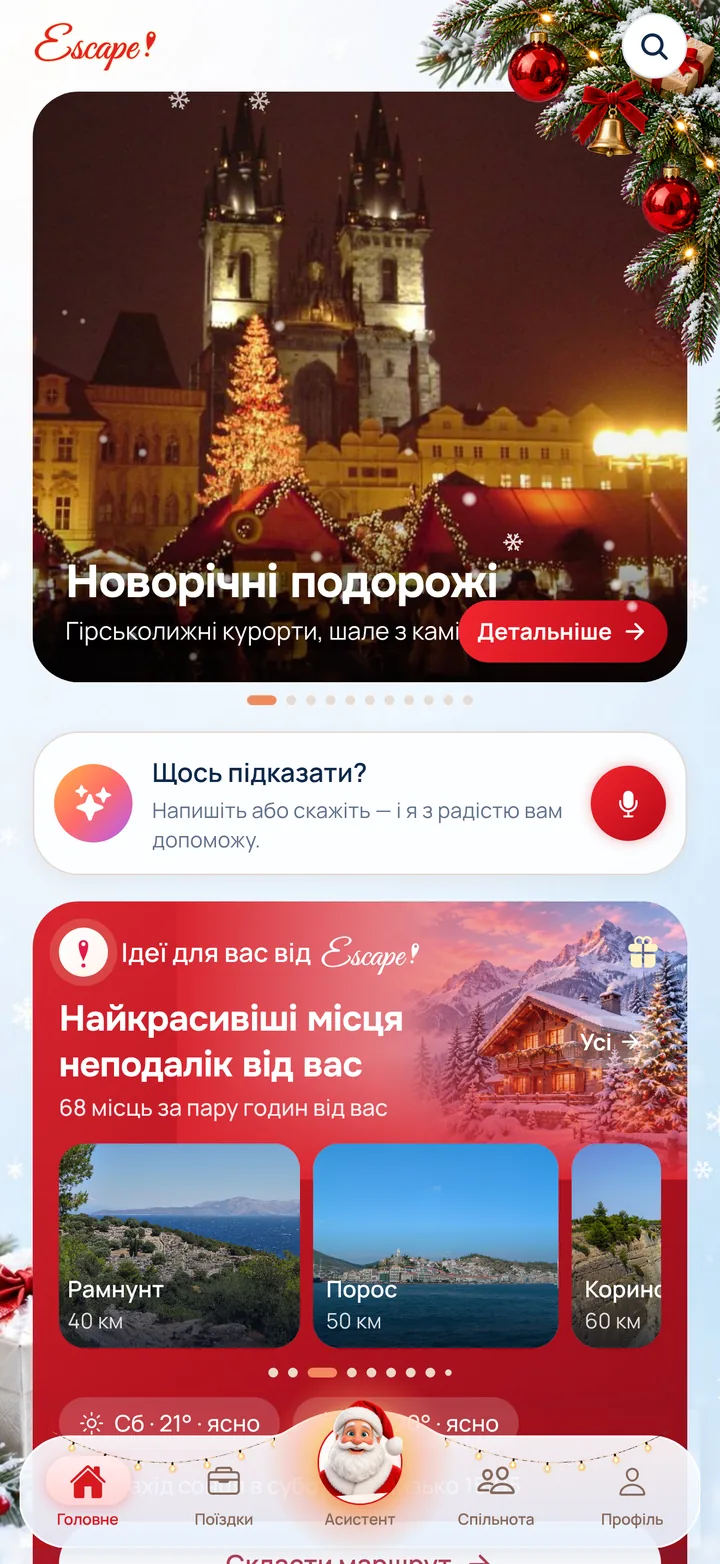 Escape!
Новорічні подорожі
Гірськолижні курорти, шале з камі
Детальніше →
Щось підказати?
Напишіть або скажіть — і я з радістю вам
допоможу.
Ідеї для вас від Escape!
Найкрасивіші місця
неподалік від вас
Усі →
68 місць за пару годин від вас
Рамнунт
40 км
Порос
50 км
Корин
60 км
Сб · 21° · ясно
° · ясно
Головне
Поїздки
Асистент
Спільнота
Профіль
Скласти маршрут →